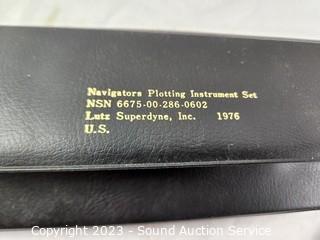 Navigators Plotting Instrument Set
NSN 6675-00-286-0602
Lutz Superdyne, Inc. 1976
U.S.
Copyright 2023 - Sound Auction Service